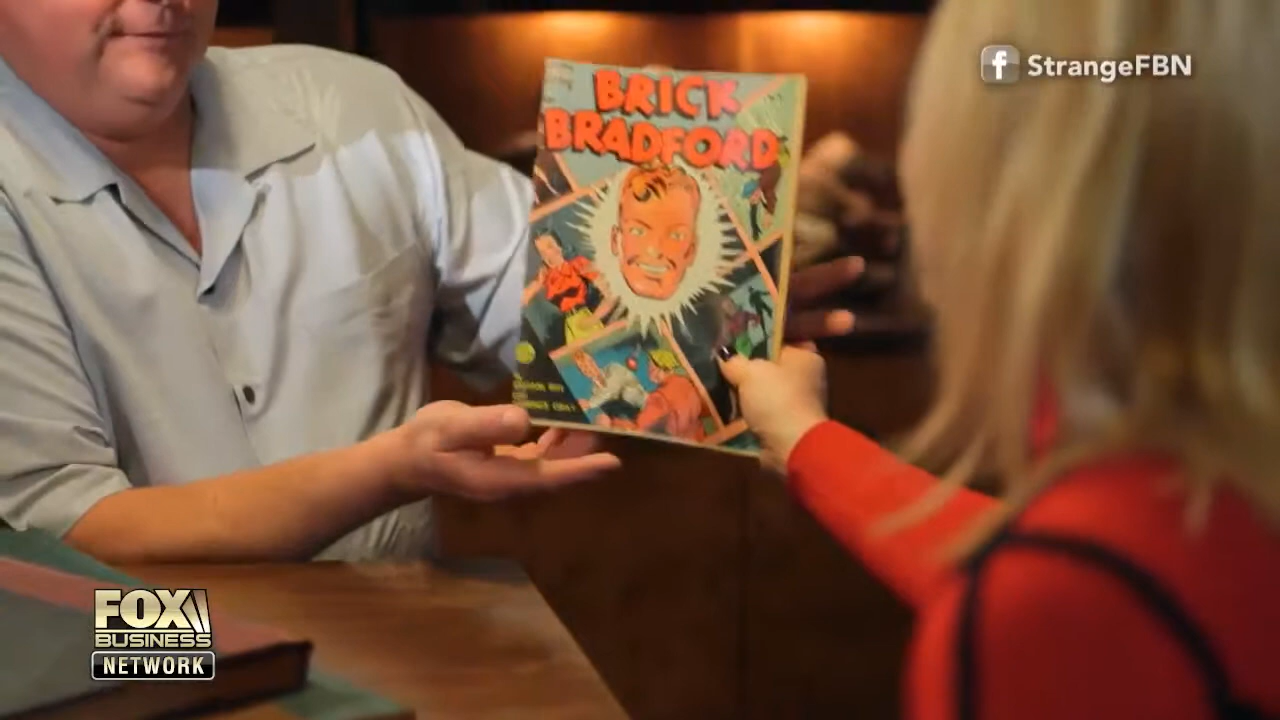 StrangeFBN
BRICK
BRADFORD
FOX
BUSINESS
NETWORK